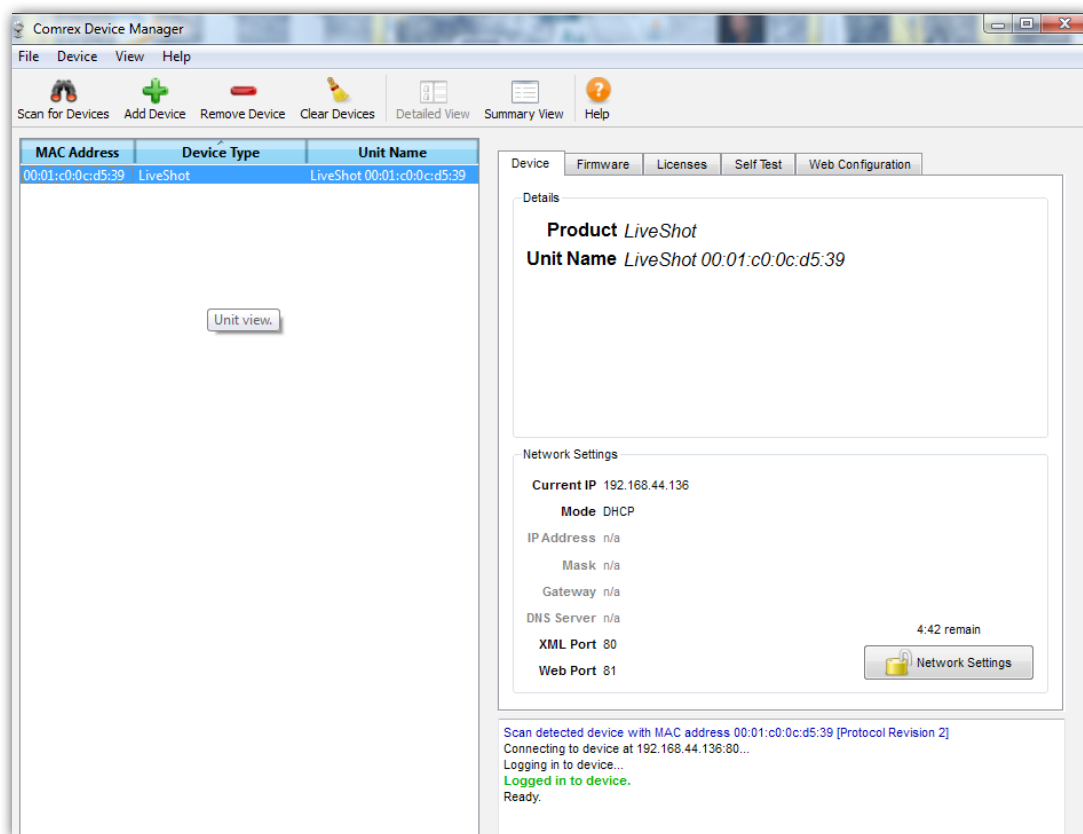 Comrex Device Manager
File Device View Help
Scan for Devices Add Device Remove Device Clear Devices Detailed View Summary View Help
MAC Address Device Type Unit Name
00:01:c0:0c:d5:39 LiveShot LiveShot 00:01:c0:0c:d5:39
Unit view.
Device Firmware Licenses Self Test Web Configuration
Details
Product LiveShot
Unit Name LiveShot 00:01:c0:0c:d5:39
Network Settings
Current IP 192.168.44.136
Mode DHCP
IP Address n/a
Mask n/a
Gateway n/a
DNS Server n/a
XML Port 80
Web Port 81
4:42 remain
Network Settings
Scan detected device with MAC address 00:01:c0:0c:d5:39 [Protocol Revision 2]
Connecting to device at 192.168.44.136:80...
Logging in to device...
Logged in to device.
Ready.